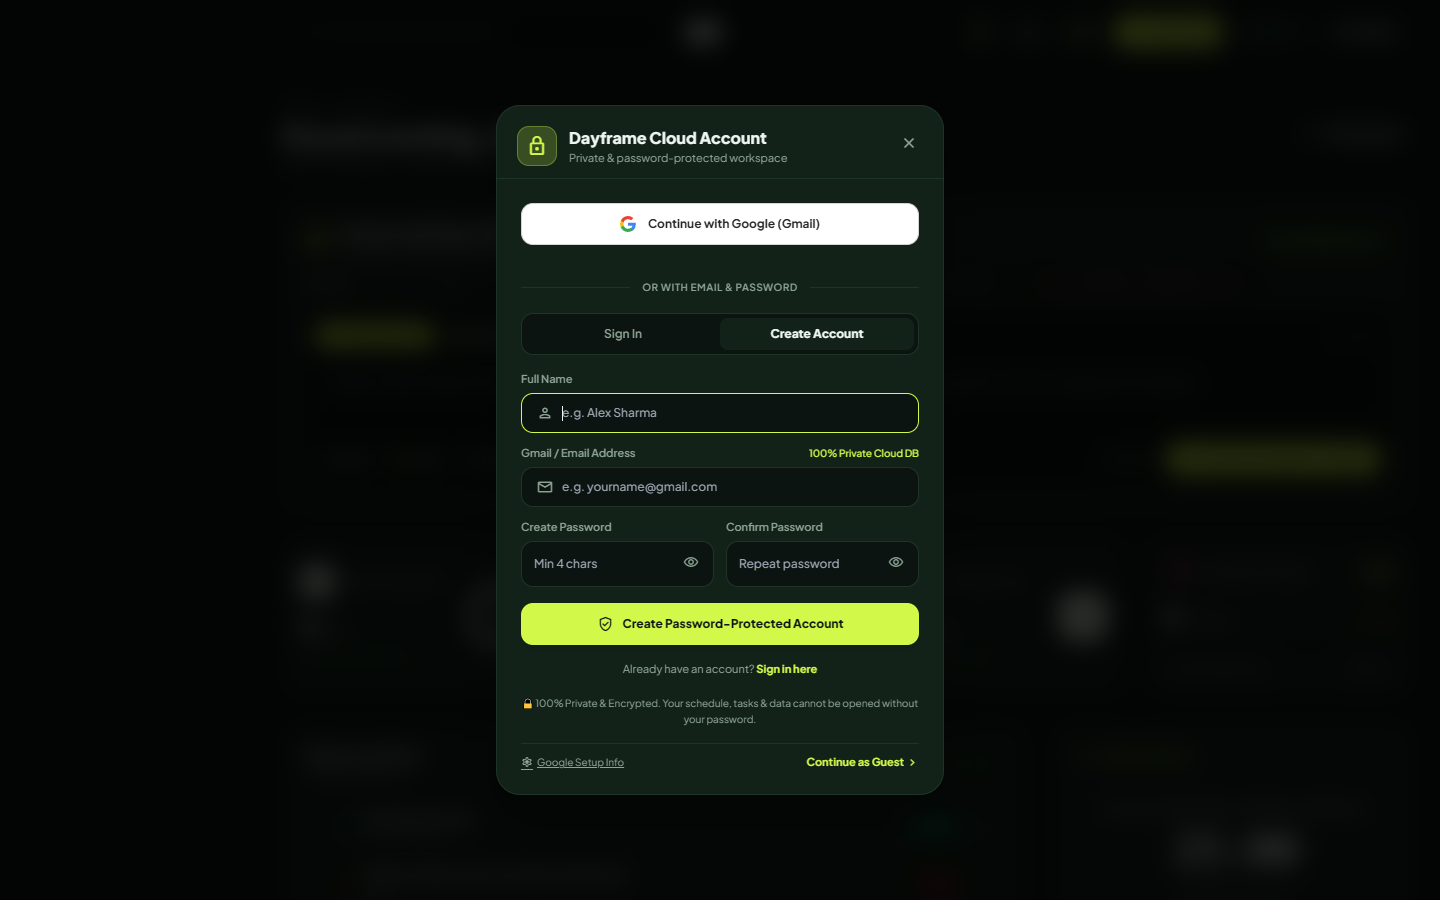 Dayframe Cloud Account
Private & password-protected workspace
Continue with Google (Gmail)
OR WITH EMAIL & PASSWORD
Sign In
Create Account
Full Name
e.g. Alex Sharma
Gmail / Email Address
100% Private Cloud DB
e.g. yourname@gmail.com
Create Password
Confirm Password
Min 4 chars
Repeat password
Create Password-Protected Account
Already have an account? Sign in here
🔒 100% Private & Encrypted. Your schedule, tasks & data cannot be opened without
your password.
Google Setup Info
Continue as Guest